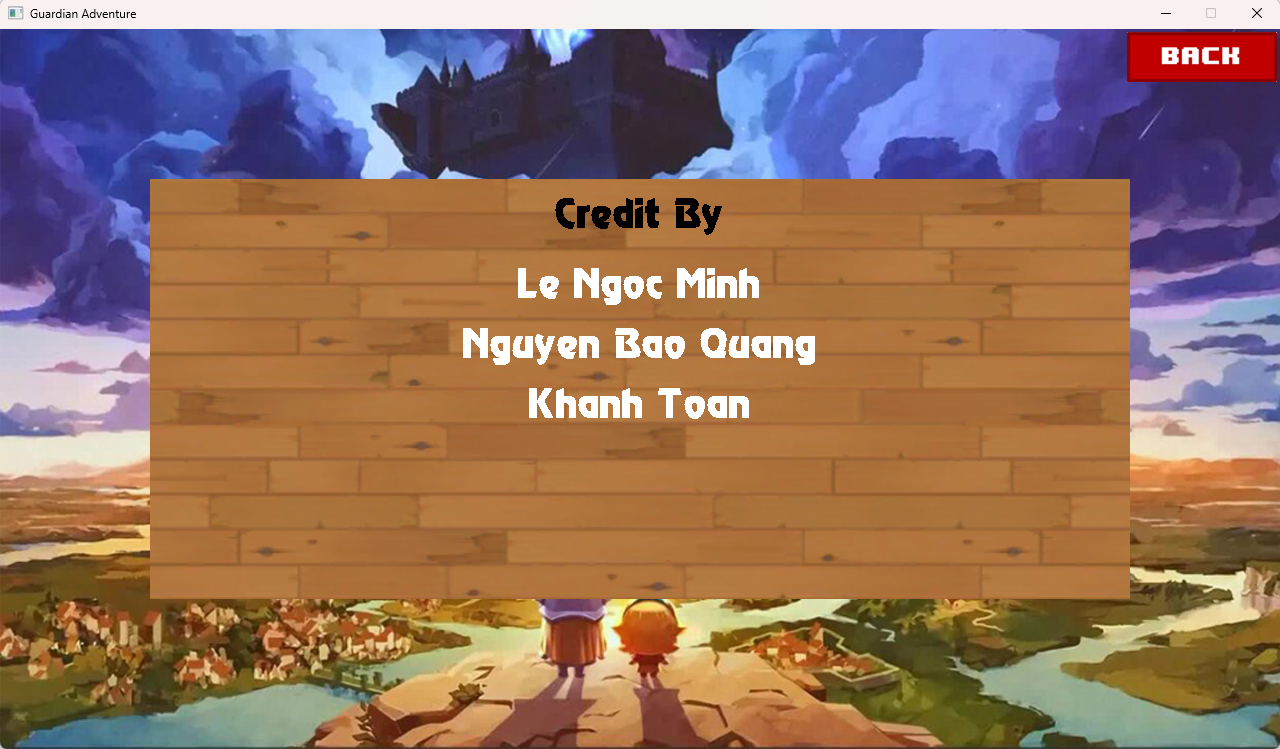 Guardian Adventure
BACK
Credit By
Le Ngoc Minh
Nguyen Bao Quang
Khanh Toan